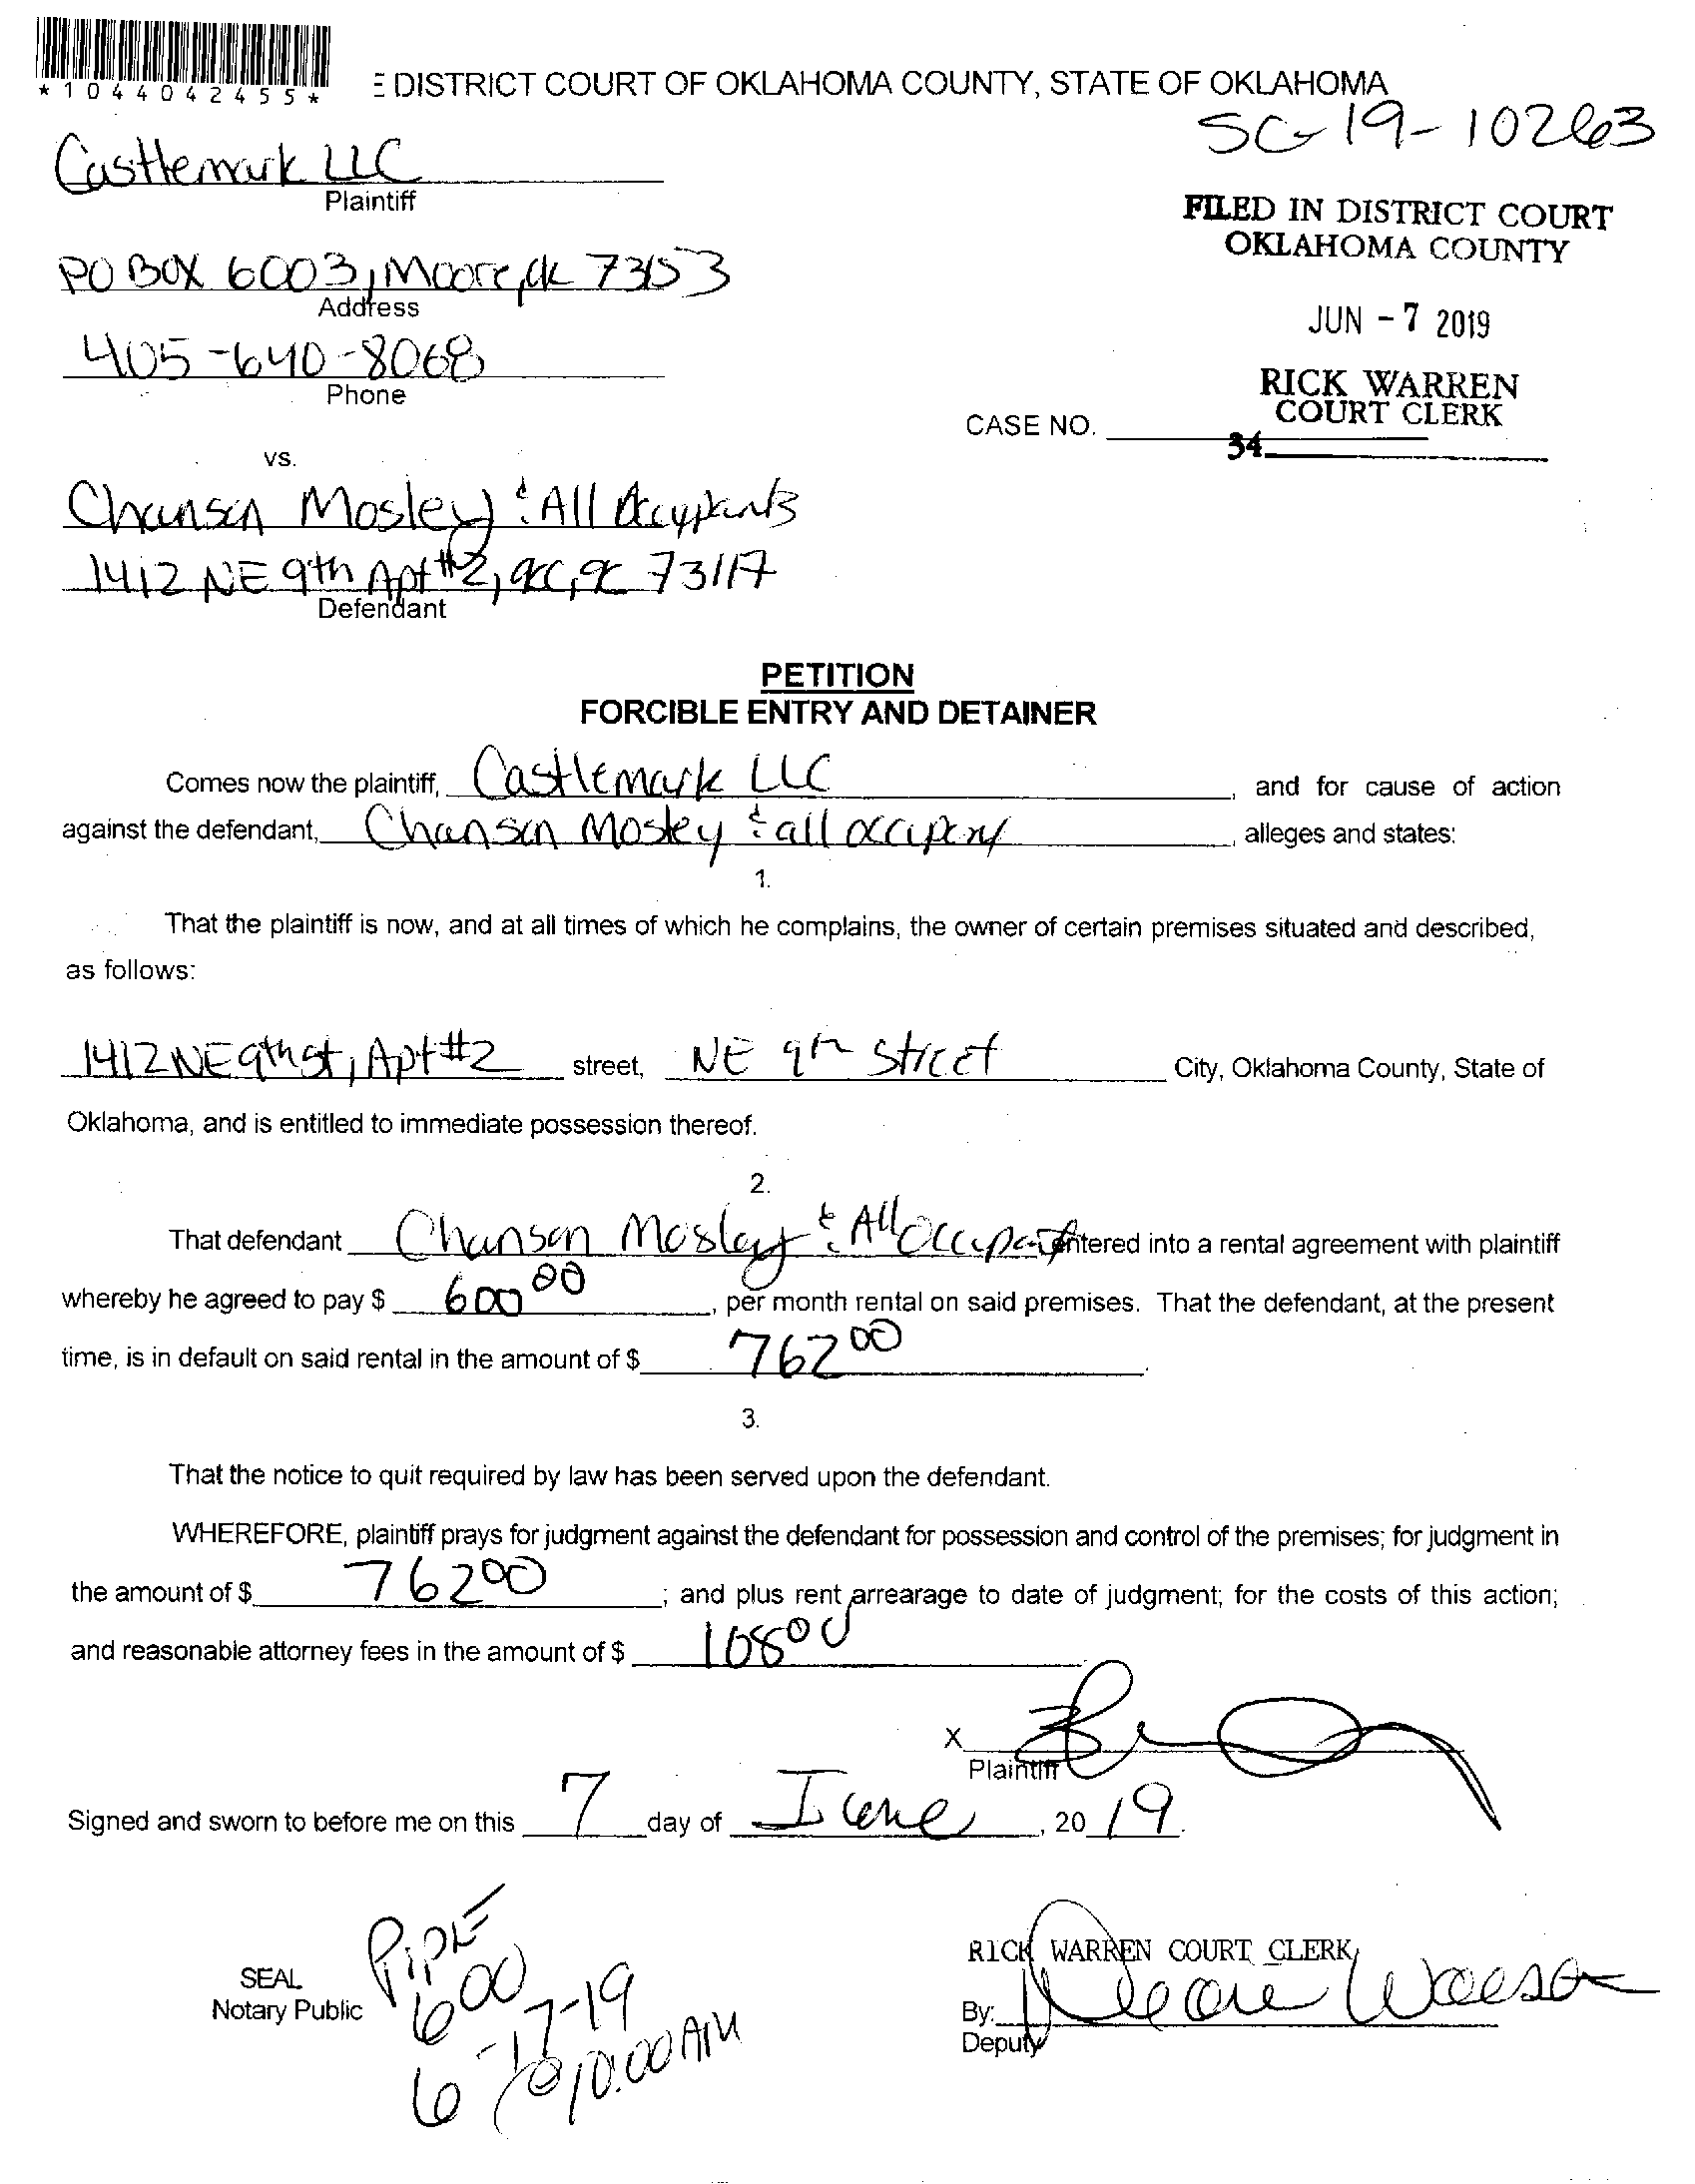 *1044042455*
E DISTRICT COURT OF OKLAHOMA COUNTY, STATE OF OKLAHOMA
SC-19-10263
Castlemark LLC
Plaintiff
FILED IN DISTRICT COURT
OKLAHOMA COUNTY
PO BOX 6003, Moore, ok 73153
Address
JUN - 7 2019
405-640-8068
Phone
RICK WARREN
COURT CLERK
CASE NO.
34
vs.
Chanson Mosley & All Occupants
1412 NE 9th Apt #2, OKC, OK 73117
Defendant
PETITION
FORCIBLE ENTRY AND DETAINER
Comes now the plaintiff, Castlemark LLC, and for cause of action
against the defendant, Chanson Mosley & all occupant, alleges and states:
1.
That the plaintiff is now, and at all times of which he complains, the owner of certain premises situated and described,
as follows:
1412 NE 9th st, Apt #2 street, NE 9th Street City, Oklahoma County, State of
Oklahoma, and is entitled to immediate possession thereof.
2.
That defendant Chanson Mosley & All Occupant entered into a rental agreement with plaintiff
whereby he agreed to pay $ 600 00, per month rental on said premises. That the defendant, at the present
time, is in default on said rental in the amount of $ 762 00.
3.
That the notice to quit required by law has been served upon the defendant.
WHEREFORE, plaintiff prays for judgment against the defendant for possession and control of the premises; for judgment in
the amount of $ 762 00; and plus rent arrearage to date of judgment; for the costs of this action;
and reasonable attorney fees in the amount of $ 108 00
X
Plaintiff
Signed and sworn to before me on this 7 day of June, 20 19.
SEAL
Notary Public
600
6-17-19
@ 10:00 AM
RICK WARREN COURT CLERK
By:
Deputy